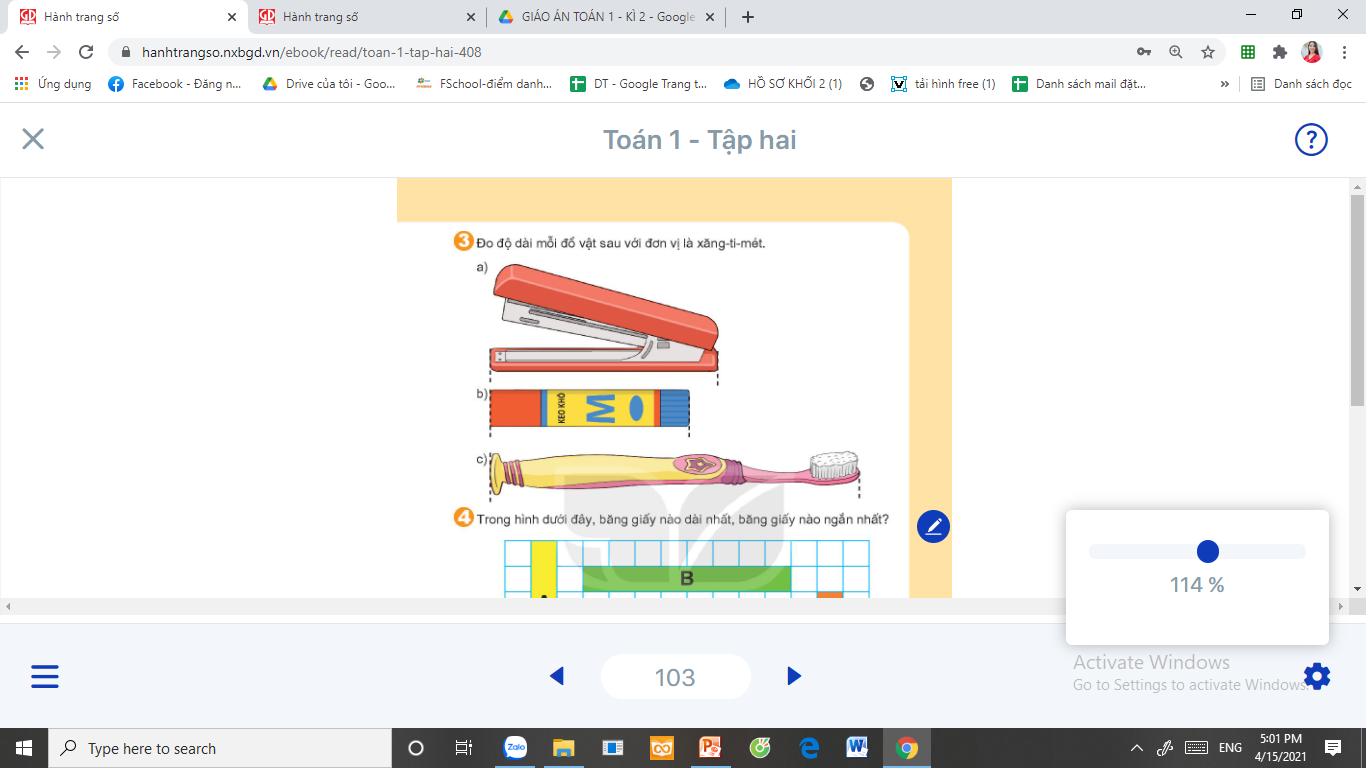 Hành trang số
Hành trang số
GIÁO ÁN TOÁN 1 - KÌ 2 - Google
hanhtrangso.nxbgd.vn/ebook/read/toan-1-tap-hai-408
Ứng dụng
Facebook - Đăng n...
Drive của tôi - Goo...
FSchool-điểm danh...
DT - Google Trang t...
HỒ SƠ KHỐI 2 (1)
tải hình free (1)
Danh sách mail đặt...
»
Danh sách đọc
Toán 1 - Tập hai
?
3 Đo độ dài mỗi đồ vật sau với đơn vị là xăng-ti-mét.
a)
b)
KEO KHÔ
M
c)
4 Trong hình dưới đây, băng giấy nào dài nhất, băng giấy nào ngắn nhất?
B
114 %
103
Activate Windows
Go to Settings to activate Windows.
Type here to search
Zalo
ENG
5:01 PM
4/15/2021